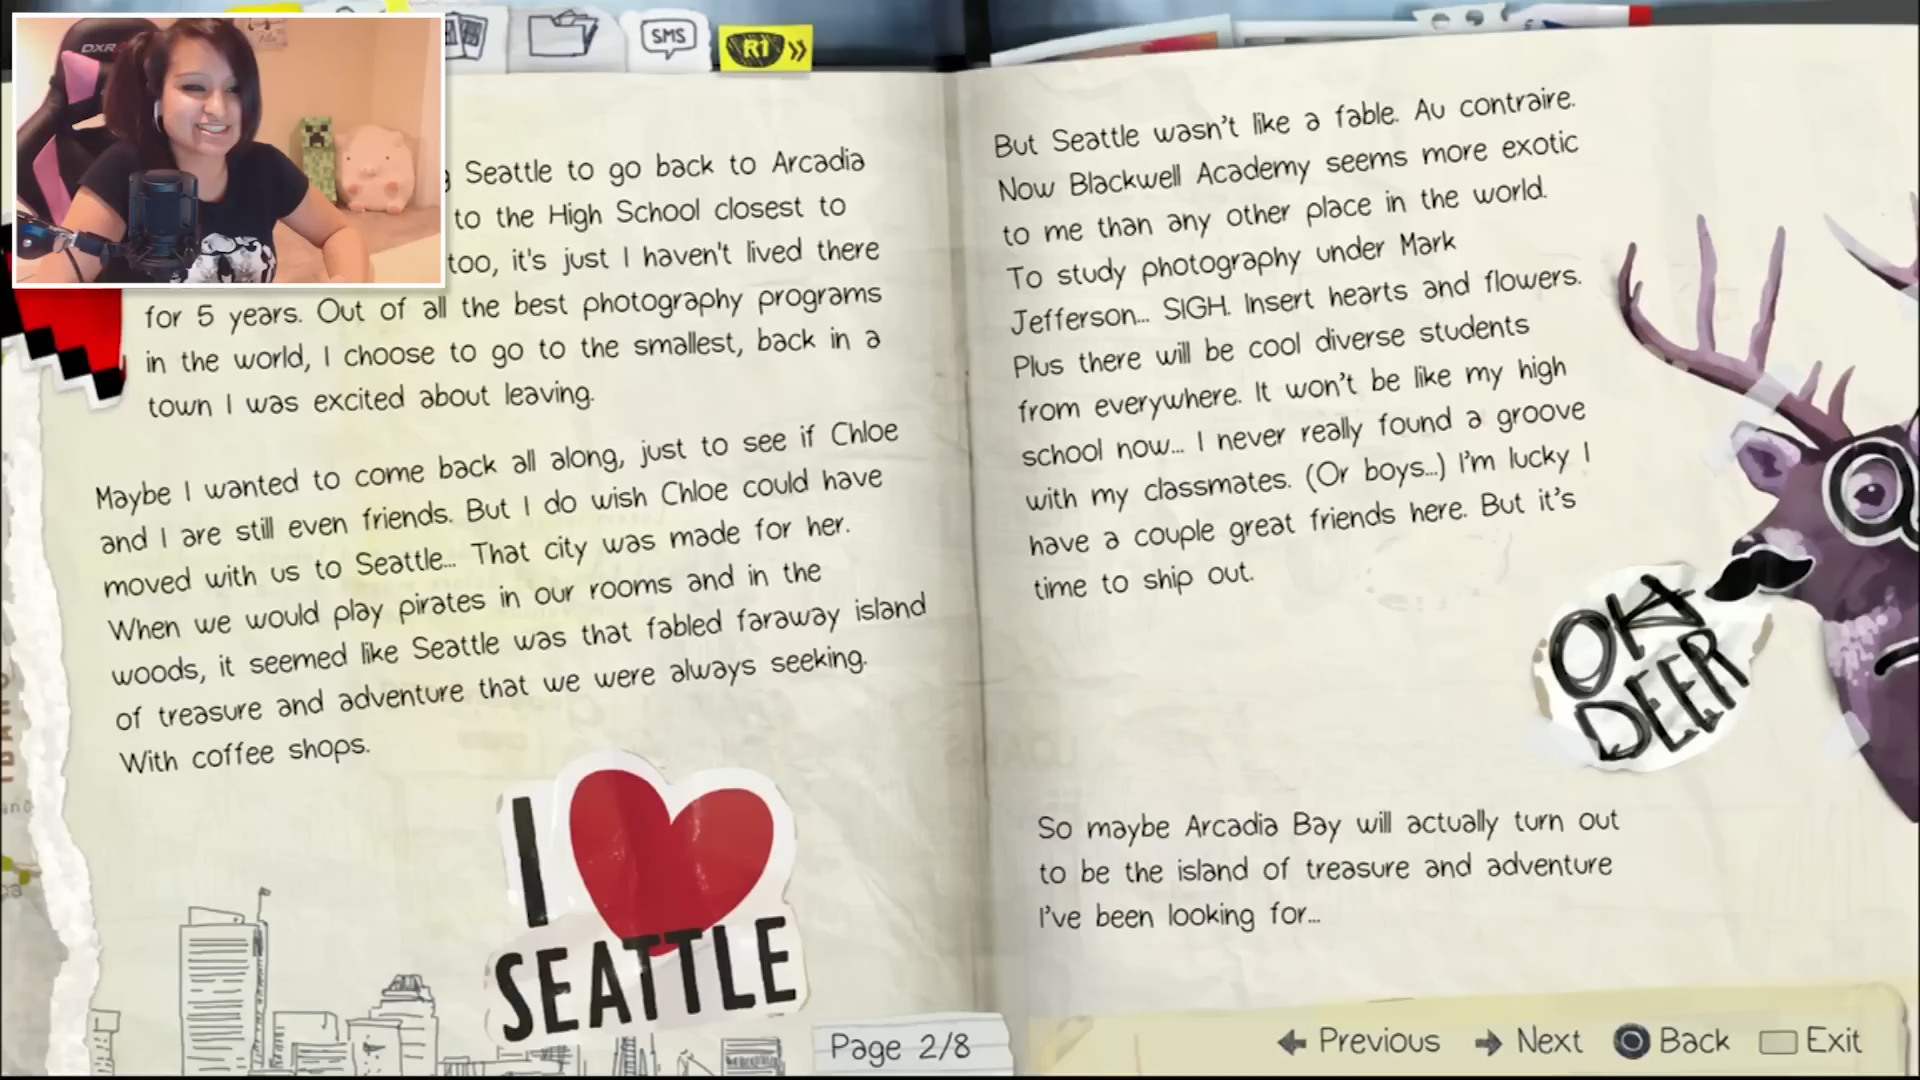 DXR
SMS
R1
Seattle to go back to Arcadia
to the High School closest to
too, it's just I haven't lived there
for 5 years. Out of all the best photography programs
in the world, I choose to go to the smallest, back in a
town I was excited about leaving.
Maybe I wanted to come back all along, just to see if Chloe
and I are still even friends. But I do wish Chloe could have
moved with us to Seattle... That city was made for her.
When we would play pirates in our rooms and in the
woods, it seemed like Seattle was that fabled faraway island
of treasure and adventure that we were always seeking.
With coffee shops.
I
SEATTLE
Page 2/8
But Seattle wasn't like a fable. Au contraire.
Now Blackwell Academy seems more exotic
to me than any other place in the world.
To study photography under Mark
Jefferson... SIGH. Insert hearts and flowers.
Plus there will be cool diverse students
from everywhere. It won't be like my high
school now... I never really found a groove
with my classmates. (Or boys...) I'm lucky I
have a couple great friends here. But it's
time to ship out.
OH
DEER
So maybe Arcadia Bay will actually turn out
to be the island of treasure and adventure
I've been looking for...
Previous Next Back Exit